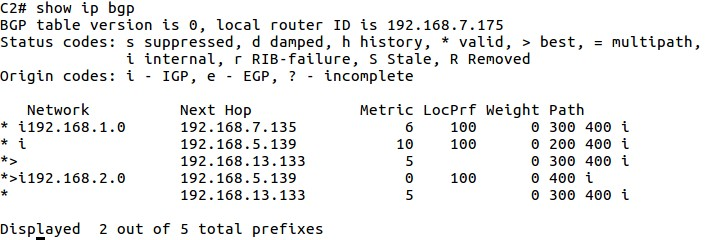 C2# show ip bgp
BGP table version is 0, local router ID is 192.168.7.175
Status codes: s suppressed, d damped, h history, * valid, > best, = multipath,
              i internal, r RIB-failure, S Stale, R Removed
Origin codes: i - IGP, e - EGP, ? - incomplete

   Network          Next Hop            Metric LocPrf Weight Path
* i192.168.1.0      192.168.7.135            6    100      0 300 400 i
* i                 192.168.5.139           10    100      0 200 400 i
*>                  192.168.13.133           5             0 300 400 i
*>i192.168.2.0      192.168.5.139            0    100      0 400 i
*                   192.168.13.133           5             0 300 400 i

Displayed  2 out of 5 total prefixes